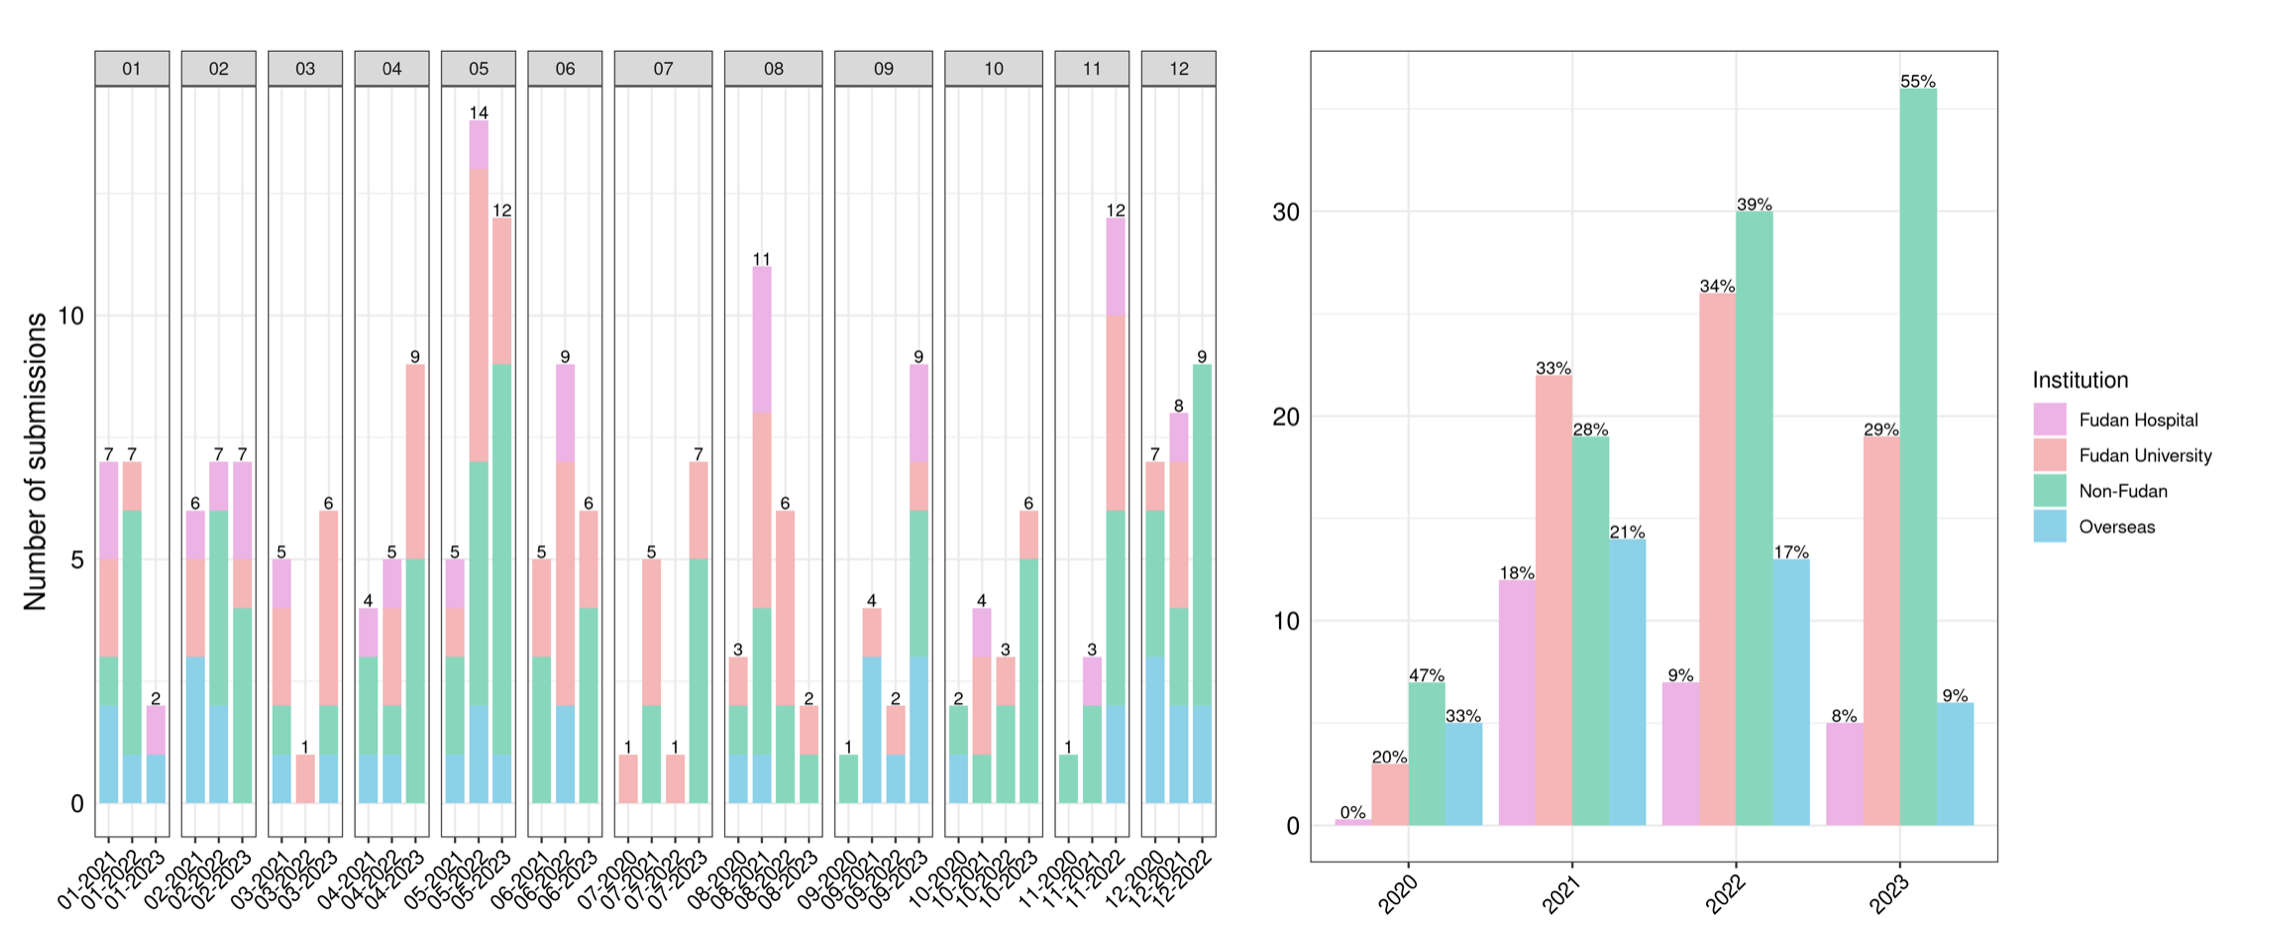 01 02 03 04 05 06 07 08 09 10 11 12
Number of submissions
10
5
0
7 7 2
6 7 7
5 1 6
4 5 9
5 14 12
5 9 6
1 5 1 7
3 11 6 2
1 4 2 9
2 4 3 6
1 3 12
7 8 9
01-2021 01-2022 01-2023
02-2021 02-2022 02-2023
03-2021 03-2022 03-2023
04-2021 04-2022 04-2023
05-2021 05-2022 05-2023
06-2021 06-2022 06-2023
07-2020 07-2021 07-2022 07-2023
08-2020 08-2021 08-2022 08-2023
09-2020 09-2021 09-2022 09-2023
10-2020 10-2021 10-2022 10-2023
11-2020 11-2021 11-2022
12-2020 12-2021 12-2022
30
20
10
0
0% 20% 47% 33%
18% 33% 28% 21%
9% 34% 39% 17%
8% 29% 55% 9%
2020 2021 2022 2023
Institution
Fudan Hospital
Fudan University
Non-Fudan
Overseas